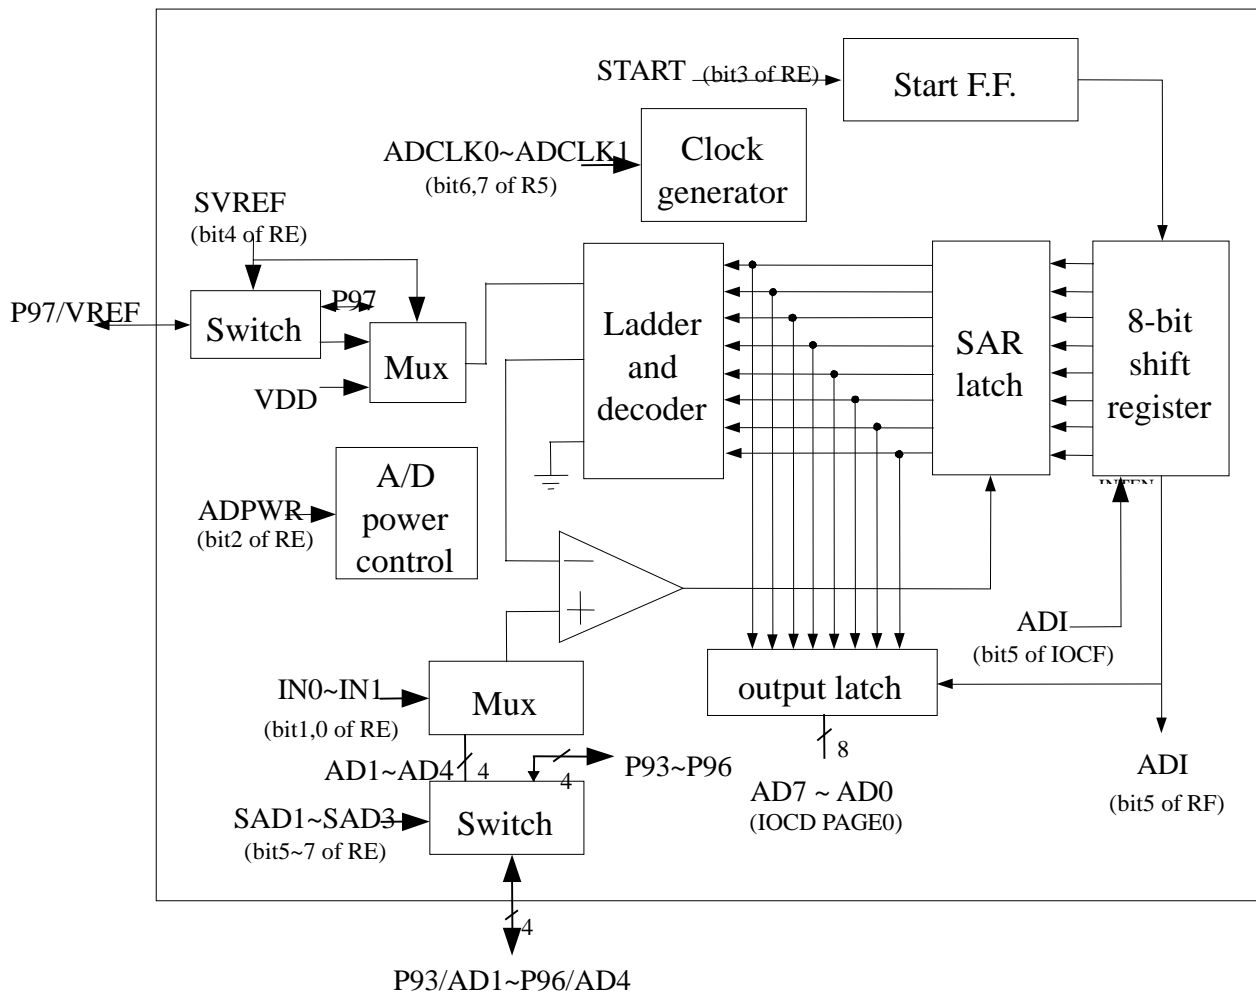 START (bit3 of RE)
Start F.F.
ADCLK0~ADCLK1
(bit6,7 of R5)
Clock
generator
SVREF
(bit4 of RE)
P97/VREF
Switch
P97
Mux
VDD
Ladder
and
decoder
SAR
latch
8-bit
shift
register
A/D
power
control
ADPWR
(bit2 of RE)
ADI
(bit5 of IOCF)
IN0~IN1
(bit1,0 of RE)
Mux
output latch
8
AD1~AD4
4
4
P93~P96
AD7 ~ AD0
(IOCD PAGE0)
ADI
(bit5 of RF)
SAD1~SAD3
(bit5~7 of RE)
Switch
4
P93/AD1~P96/AD4